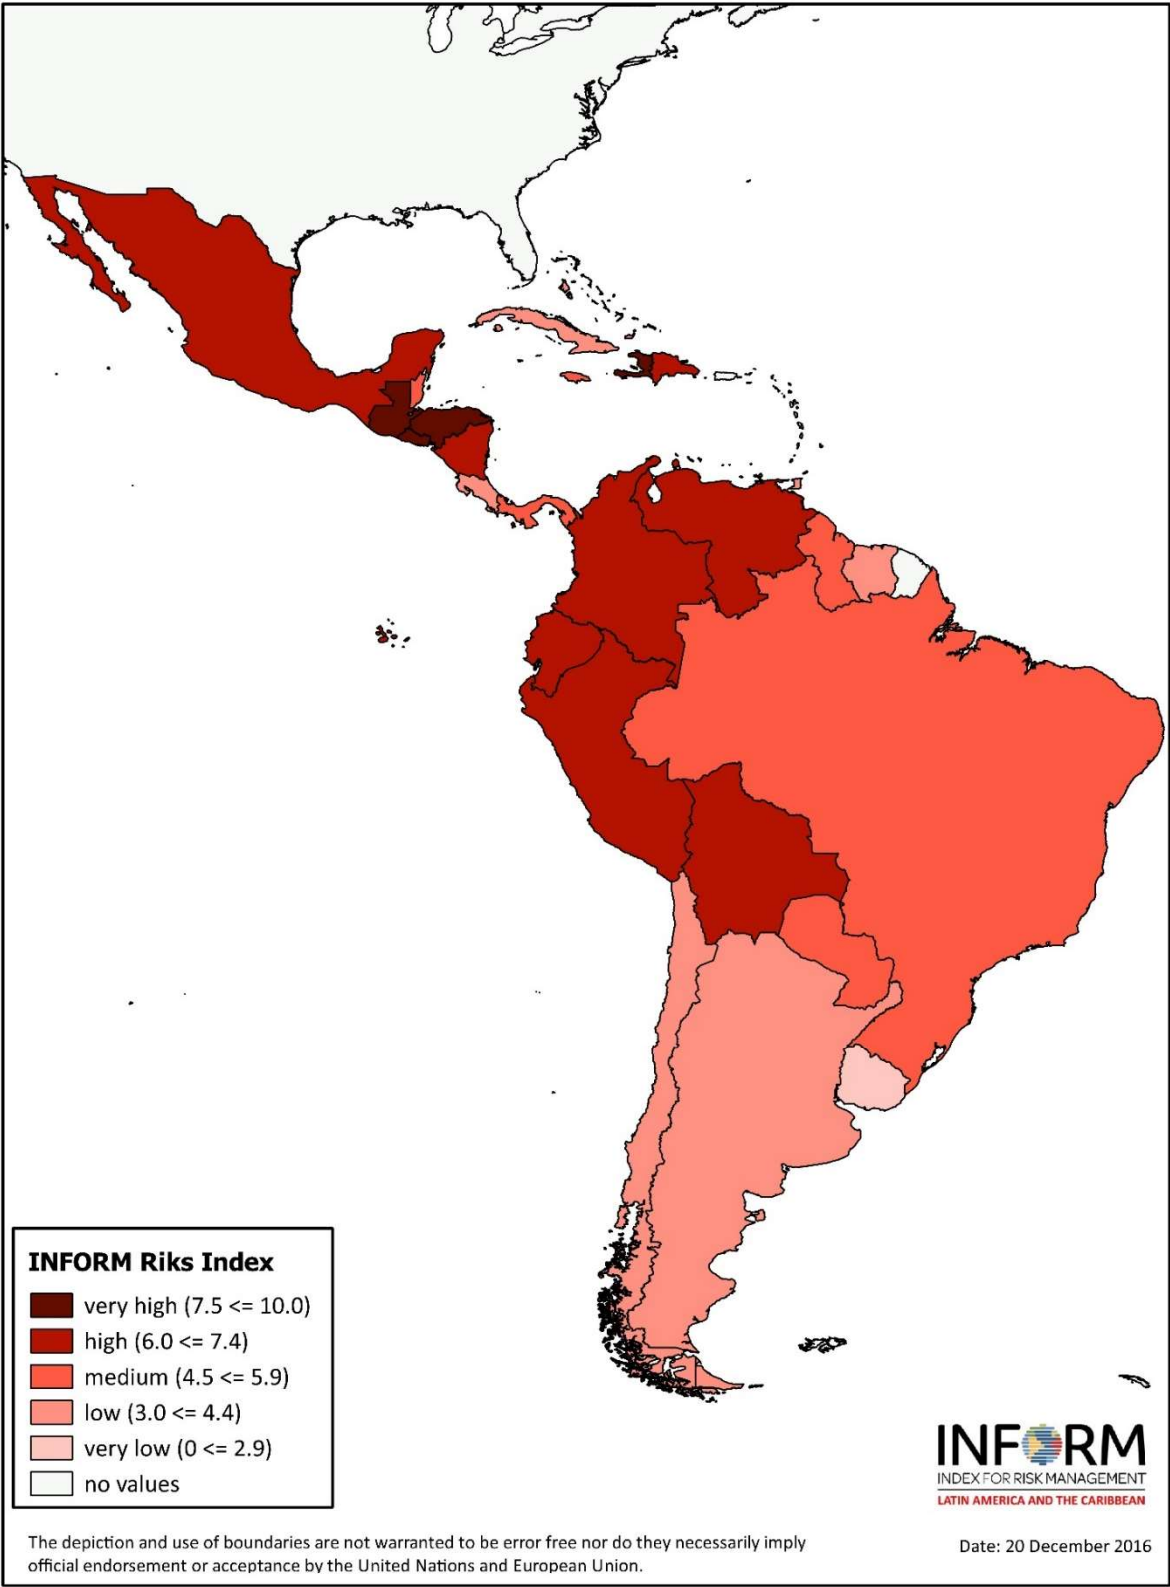 INFORM Riks Index
very high (7.5 <= 10.0)
high (6.0 <= 7.4)
medium (4.5 <= 5.9)
low (3.0 <= 4.4)
very low (0 <= 2.9)
no values
INFORM
INDEX FOR RISK MANAGEMENT
LATIN AMERICA AND THE CARIBBEAN
The depiction and use of boundaries are not warranted to be error free nor do they necessarily imply
official endorsement or acceptance by the United Nations and European Union.
Date: 20 December 2016